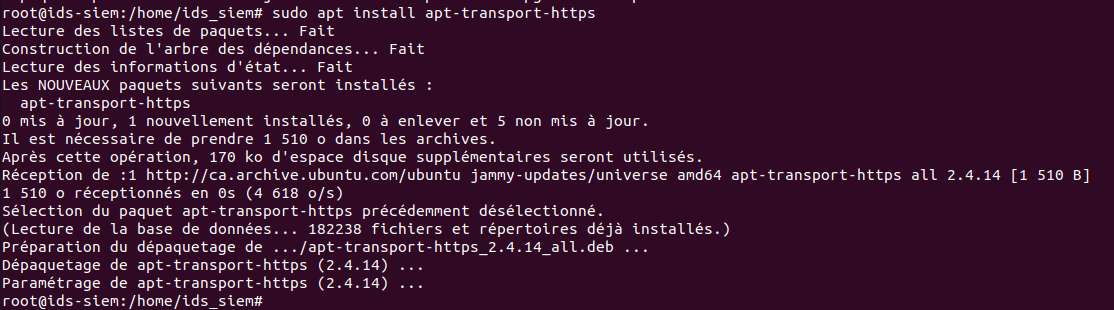 root@ids-siem:/home/ids_siem# sudo apt install apt-transport-https
Lecture des listes de paquets... Fait
Construction de l'arbre des dépendances... Fait
Lecture des informations d'état... Fait
Les NOUVEAUX paquets suivants seront installés :
  apt-transport-https
0 mis à jour, 1 nouvellement installés, 0 à enlever et 5 non mis à jour.
Il est nécessaire de prendre 1 510 o dans les archives.
Après cette opération, 170 ko d'espace disque supplémentaires seront utilisés.
Réception de :1 http://ca.archive.ubuntu.com/ubuntu jammy-updates/universe amd64 apt-transport-https all 2.4.14 [1 510 B]
1 510 o réceptionnés en 0s (4 618 o/s)
Sélection du paquet apt-transport-https précédemment désélectionné.
(Lecture de la base de données... 182238 fichiers et répertoires déjà installés.)
Préparation du dépaquetage de .../apt-transport-https_2.4.14_all.deb ...
Dépaquetage de apt-transport-https (2.4.14) ...
Paramétrage de apt-transport-https (2.4.14) ...
root@ids-siem:/home/ids_siem#